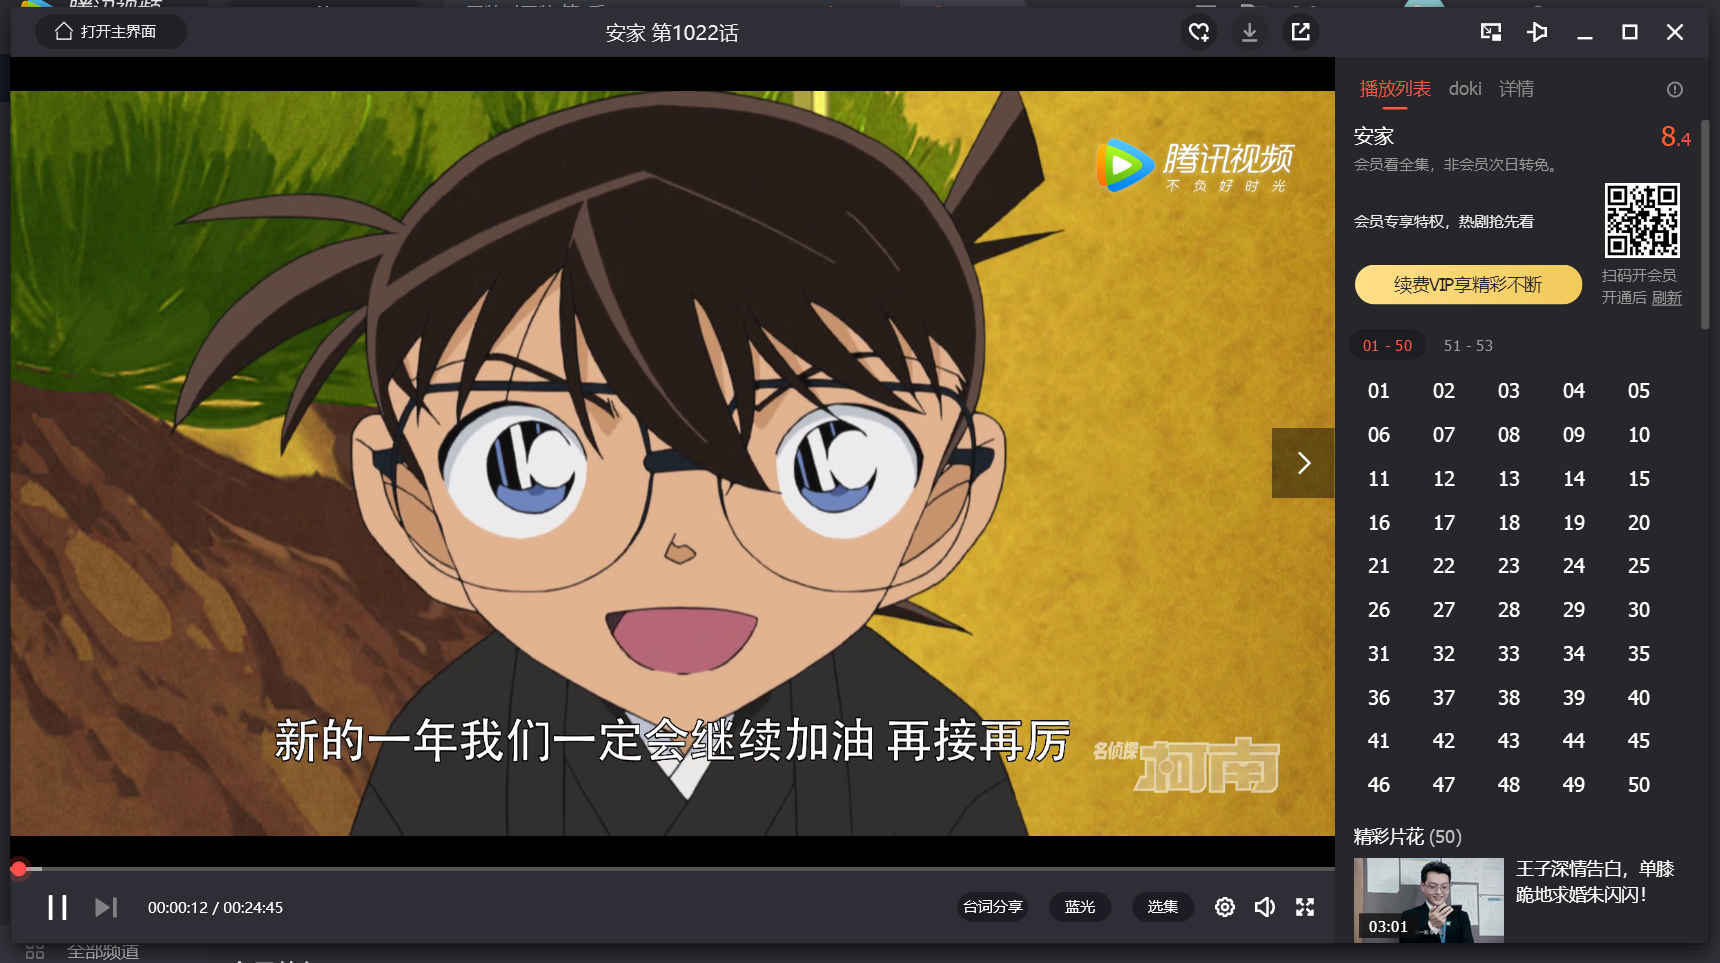 腾讯视频
打开主界面
安家 第1022话
播放列表 doki 详情
安家
8.4
会员看全集，非会员次日转免。
会员专享特权，热剧抢先看
续费VIP享精彩不断
扫码开会员
开通后 刷新
01 - 50 51 - 53
01 02 03 04 05
06 07 08 09 10
11 12 13 14 15
16 17 18 19 20
21 22 23 24 25
26 27 28 29 30
31 32 33 34 35
36 37 38 39 40
41 42 43 44 45
46 47 48 49 50
精彩片花 (50)
王子深情告白，单膝
跪地求婚朱闪闪！
03:01
腾讯视频
不负好时光
新的一年我们一定会继续加油 再接再厉
名侦探
柯南
00:00:12 / 00:24:45
台词分享 蓝光 选集
全部频道